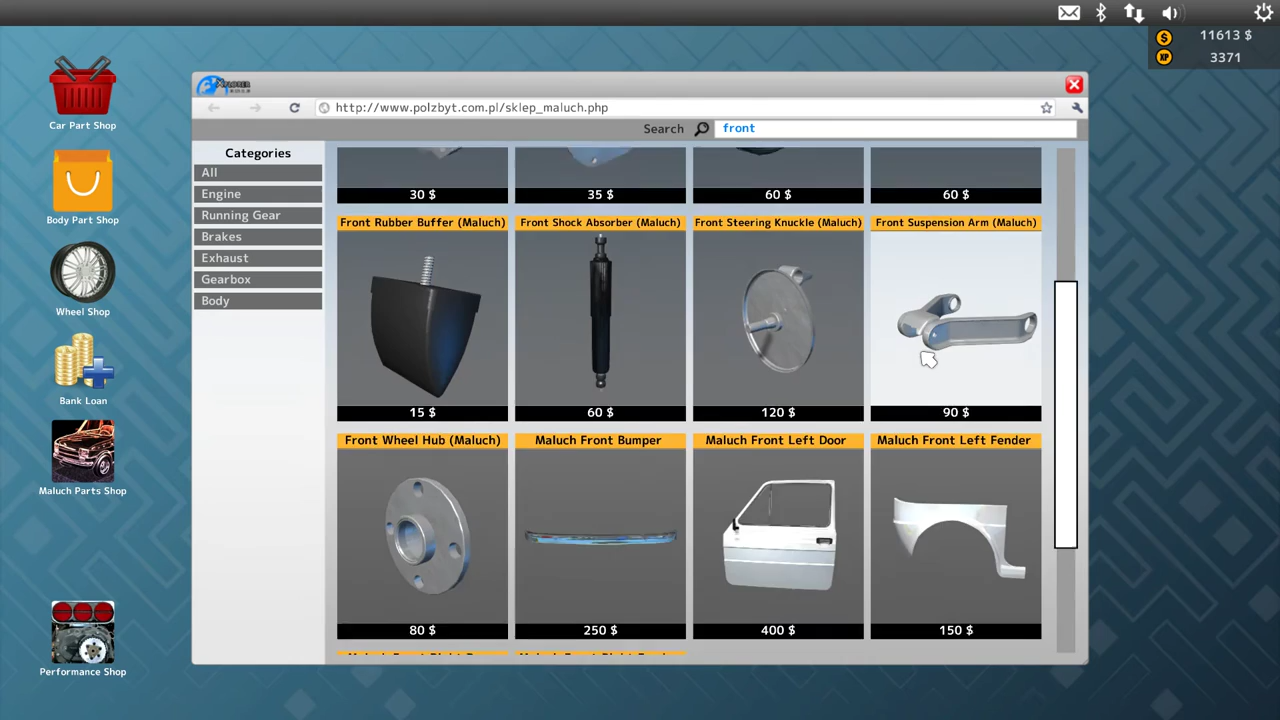 11613 $
3371
http://www.polzbyt.com.pl/sklep_maluch.php
Search
front
Car Part Shop
Body Part Shop
Wheel Shop
Bank Loan
Maluch Parts Shop
Performance Shop
Categories
All
Engine
Running Gear
Brakes
Exhaust
Gearbox
Body
30 $
35 $
60 $
60 $
Front Rubber Buffer (Maluch)
Front Shock Absorber (Maluch)
Front Steering Knuckle (Maluch)
Front Suspension Arm (Maluch)
15 $
60 $
120 $
90 $
Front Wheel Hub (Maluch)
Maluch Front Bumper
Maluch Front Left Door
Maluch Front Left Fender
80 $
250 $
400 $
150 $